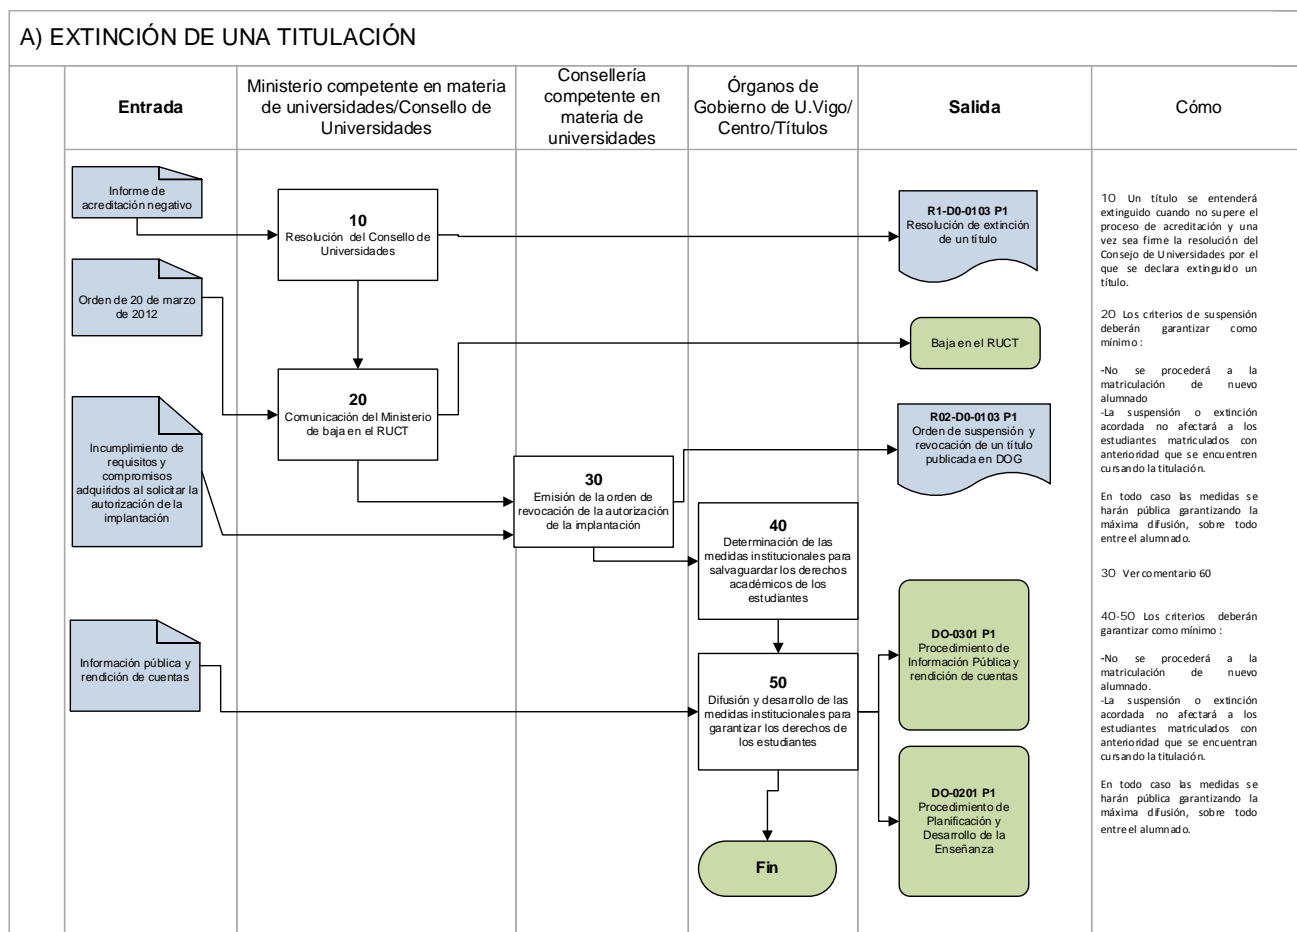 A) EXTINCIÓN DE UNA TITULACIÓN
Entrada
Ministerio competente en materia
de universidades/Consello de
Universidades
Consellería
competente en
materia de
universidades
Órganos de
Gobierno de U.Vigo/
Centro/Títulos
Salida
Cómo
Informe de
acreditación negativo
Orden de 20 de marzo
de 2012
Incumplimiento de
requisitos y
compromisos
adquiridos al solicitar la
autorización de la
implantación
Información pública y
rendición de cuentas
10
Resolución del Consello de
Universidades
20
Comunicación del Ministerio
de baja en el RUCT
30
Emisión de la orden de
revocación de la autorización
de la implantación
40
Determinación de las
medidas institucionales para
salvaguardar los derechos
académicos de los
estudiantes
50
Difusión y desarrollo de las
medidas institucionales para
garantizar los derechos de
los estudiantes
Fin
R1-D0-0103 P1
Resolución de extinción
de un título
Baja en el RUCT
R02-D0-0103 P1
Orden de suspensión y
revocación de un título
publicada en DOG
DO-0301 P1
Procedimiento de
Información Pública y
rendición de cuentas
DO-0201 P1
Procedimiento de
Planificación y
Desarrollo de la
Enseñanza
10 Un título se entenderá
extinguido cuando no supere el
proceso de acreditación y una
vez sea firme la resolución del
Consejo de Universidades por el
que se declara extinguido un
título.
20 Los criterios de suspensión
deberán garantizar como
mínimo :
-No se procederá a la
matriculación de nuevo
alumnado
-La suspensión o extinción
acordada no afectará a los
estudiantes matriculados con
anterioridad que se encuentren
cursando la titulación.
En todo caso las medidas se
harán pública garantizando la
máxima difusión, sobre todo
entre el alumnado.
30 Ver comentario 60
40-50 Los criterios deberán
garantizar como mínimo :
-No se procederá a la
matriculación de nuevo
alumnado.
-La suspensión o extinción
acordada no afectará a los
estudiantes matriculados con
anterioridad que se encuentran
cursando la titulación.
En todo caso las medidas se
harán pública garantizando la
máxima difusión, sobre todo
entre el alumnado.